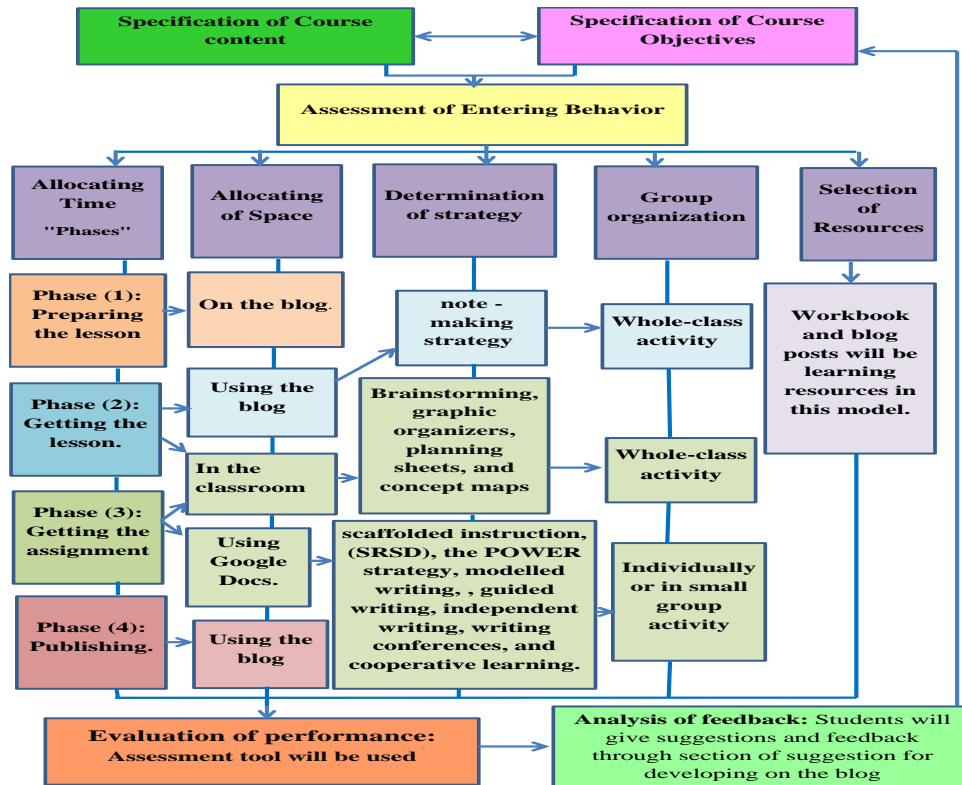 Specification of Course
content
Specification of Course
Objectives
Assessment of Entering Behavior
Allocating
Time
"Phases"
Allocating
of Space
Determination
of strategy
Group
organization
Selection
of
Resources
Phase (1):
Preparing
the lesson
On the blog.
note -
making
strategy
Whole-class
activity
Workbook
and blog
posts will be
learning
resources in
this model.
Phase (2):
Getting the
lesson.
Using the
blog
Brainstorming,
graphic
organizers,
planning
sheets, and
concept maps
Whole-class
activity
In the
classroom
Phase (3):
Getting the
assignment
Using
Google
Docs.
scaffolded instruction,
(SRSD), the POWER
strategy, modelled
writing, , guided
writing, independent
writing, writing
conferences, and
cooperative learning.
Individually
or in small
group
activity
Phase (4):
Publishing.
Using the
blog
Evaluation of performance:
Assessment tool will be used
Analysis of feedback: Students will
give suggestions and feedback
through section of suggestion for
developing on the blog